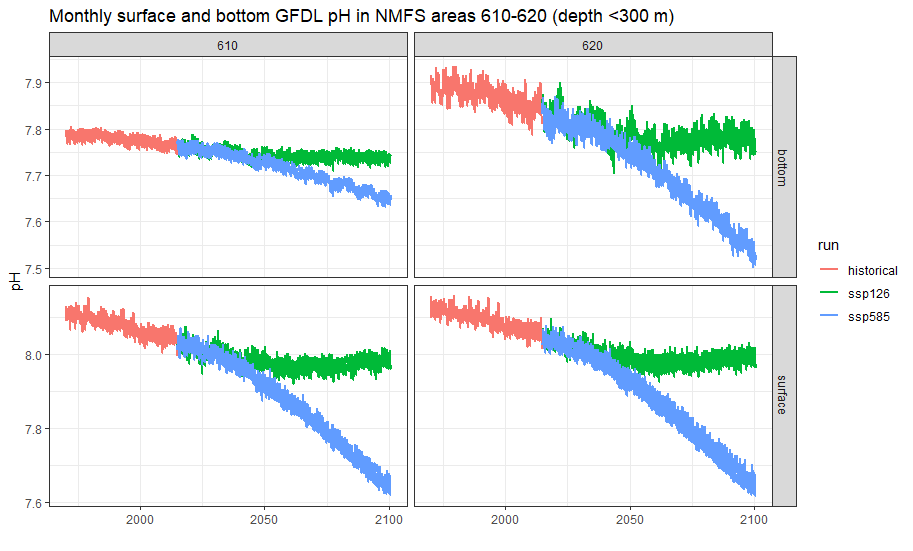 Monthly surface and bottom GFDL pH in NMFS areas 610-620 (depth <300 m)
610
620
7.9
7.8
7.7
7.6
7.5
bottom
pH
8.0
7.8
7.6
surface
2000
2050
2100
2000
2050
2100
run
historical
ssp126
ssp585